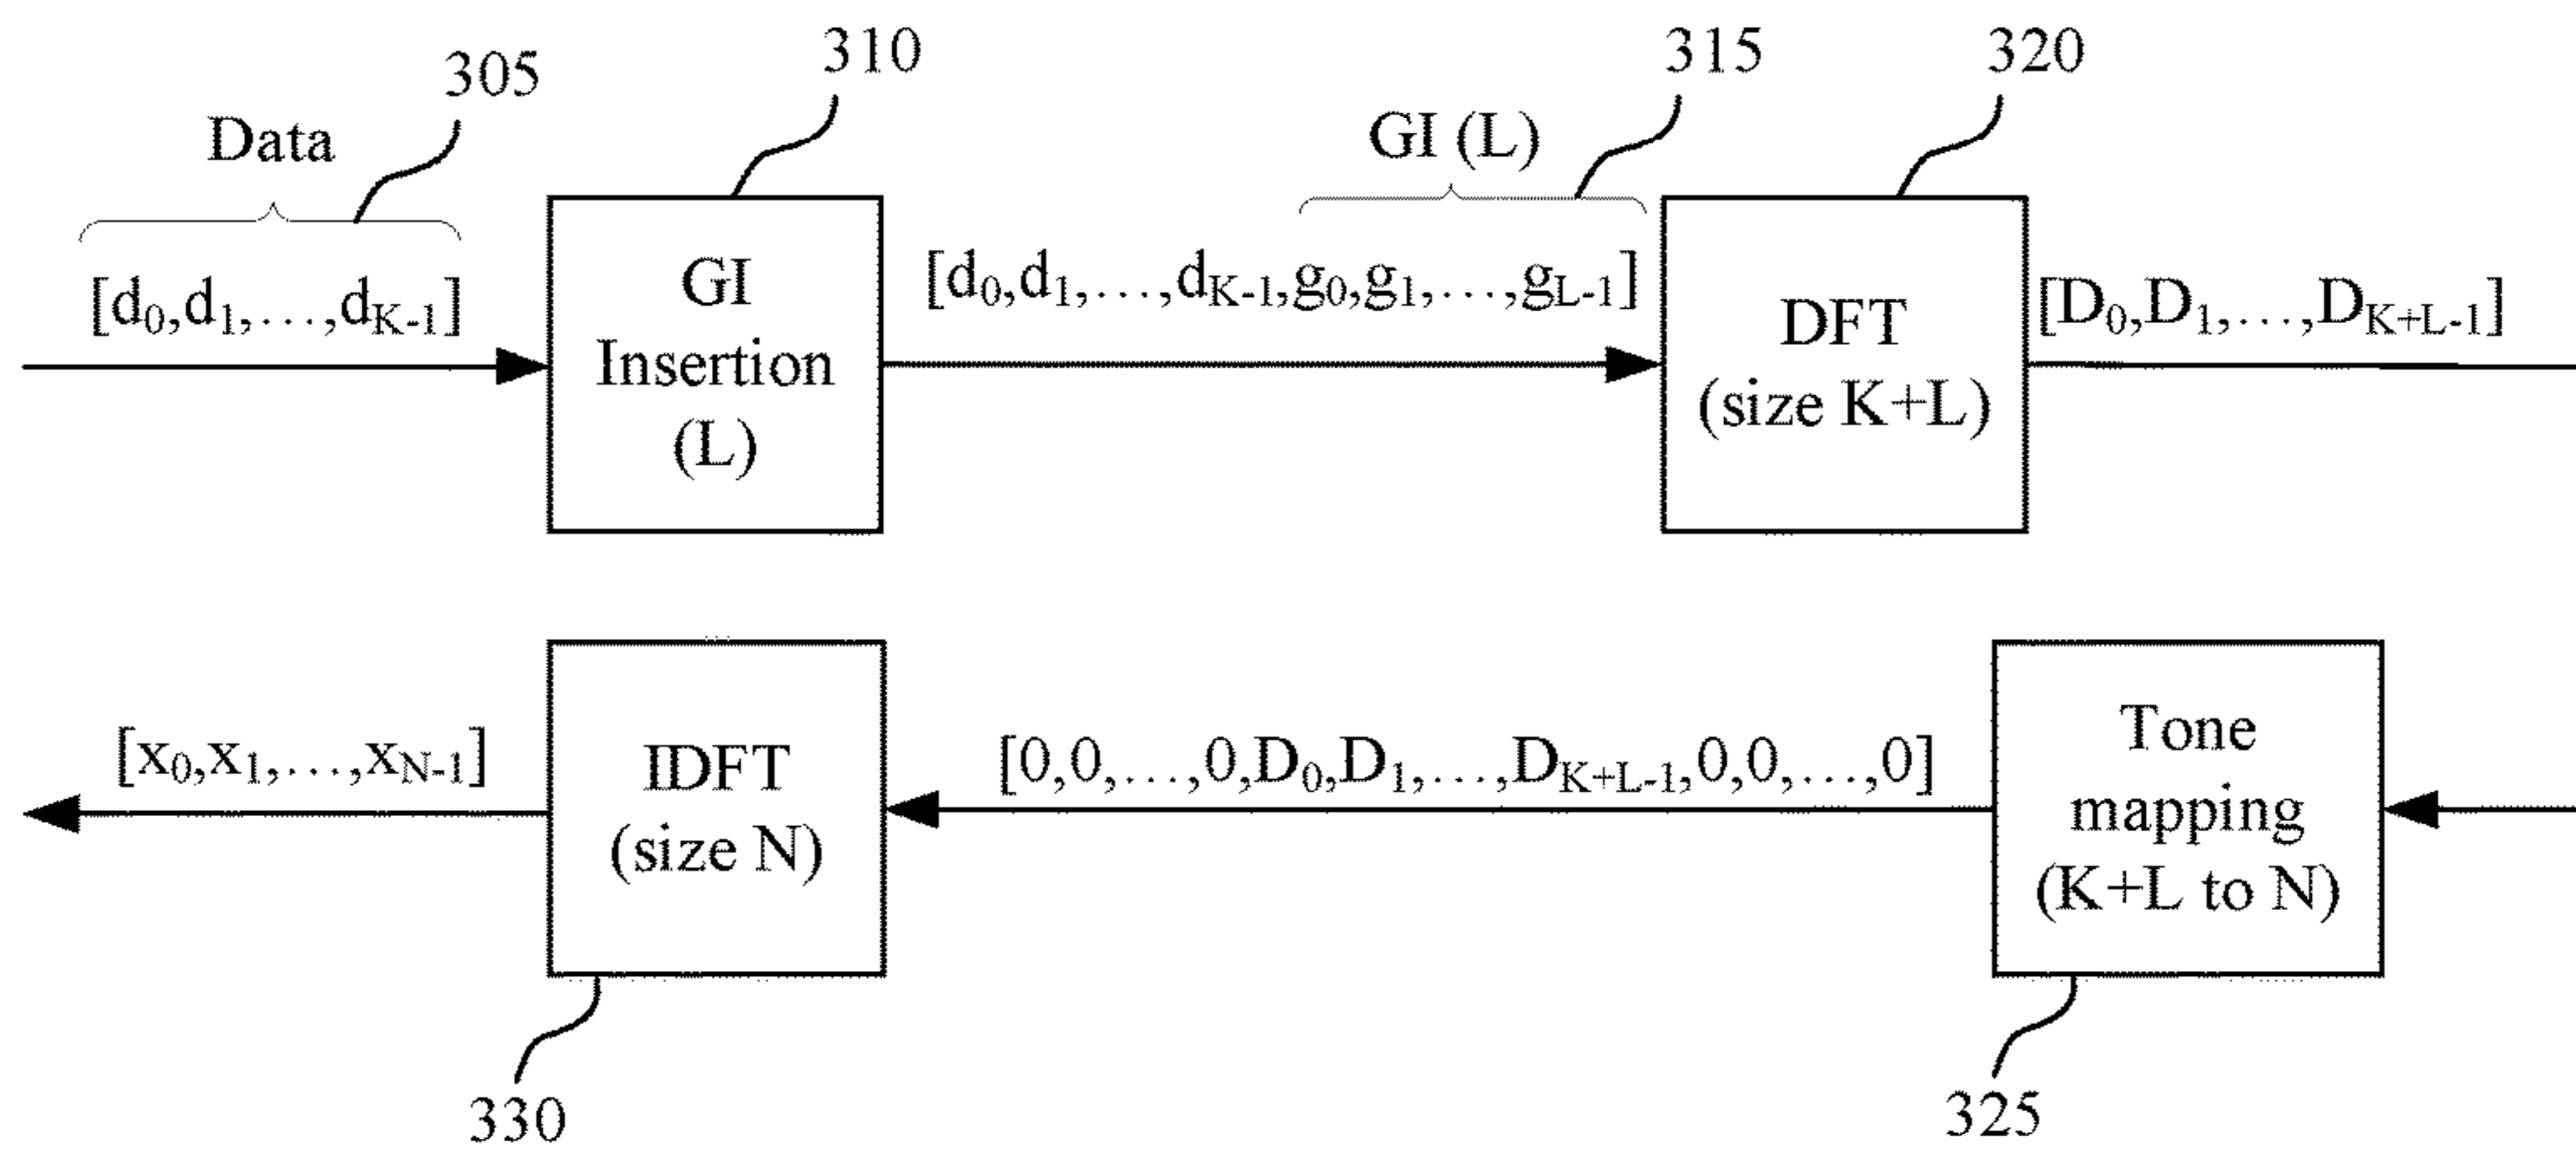 305
310
315
320
Data
GI (L)
[d0,d1,...,dK-1]
GI
Insertion
(L)
[d0,d1,...,dK-1,g0,g1,...,gL-1]
DFT
(size K+L)
[D0,D1,...,DK+L-1]
[x0,x1,...,xN-1]
IDFT
(size N)
[0,0,...,0,D0,D1,...,DK+L-1,0,0,...,0]
Tone
mapping
(K+L to N)
330
325